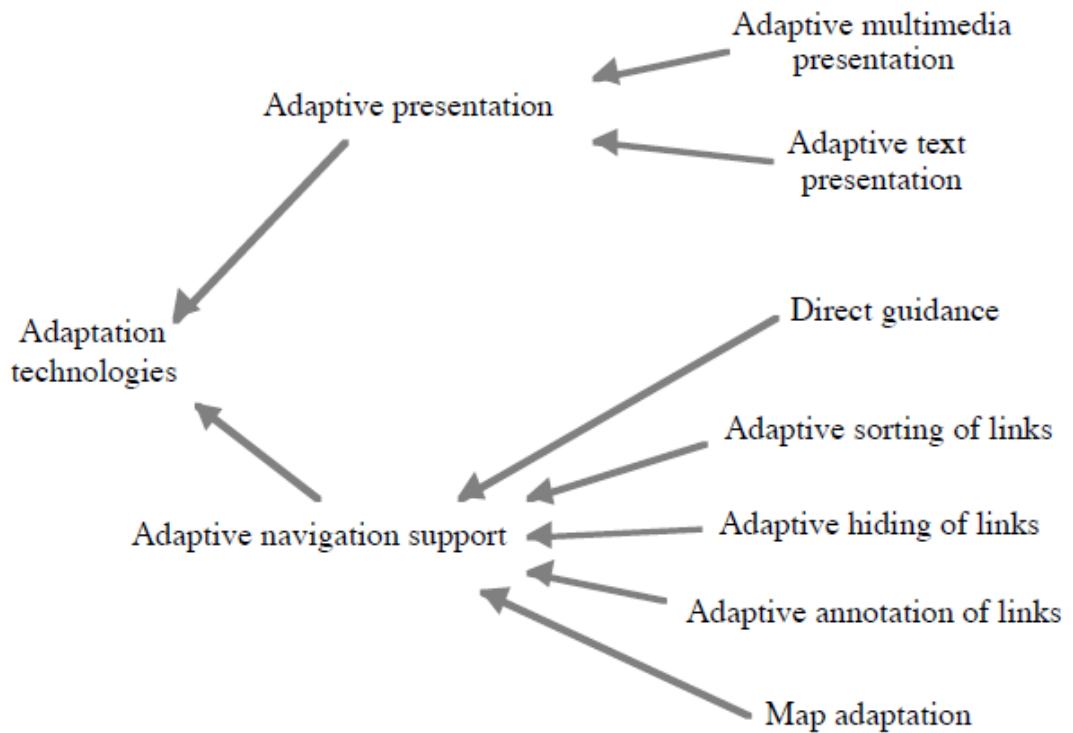 Adaptive multimedia
presentation
Adaptive presentation
Adaptive text
presentation
Direct guidance
Adaptation
technologies
Adaptive sorting of links
Adaptive navigation support
Adaptive hiding of links
Adaptive annotation of links
Map adaptation